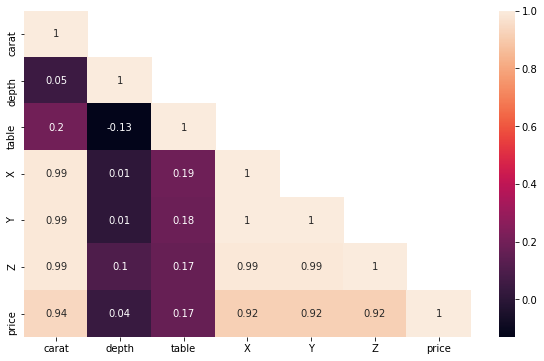 carat 1
depth 0.05 1
table 0.2 -0.13 1
X 0.99 0.01 0.19 1
Y 0.99 0.01 0.18 1 1
Z 0.99 0.1 0.17 0.99 0.99 1
price 0.94 0.04 0.17 0.92 0.92 0.92 1
carat depth table X Y Z price
1.0
0.8
0.6
0.4
0.2
0.0